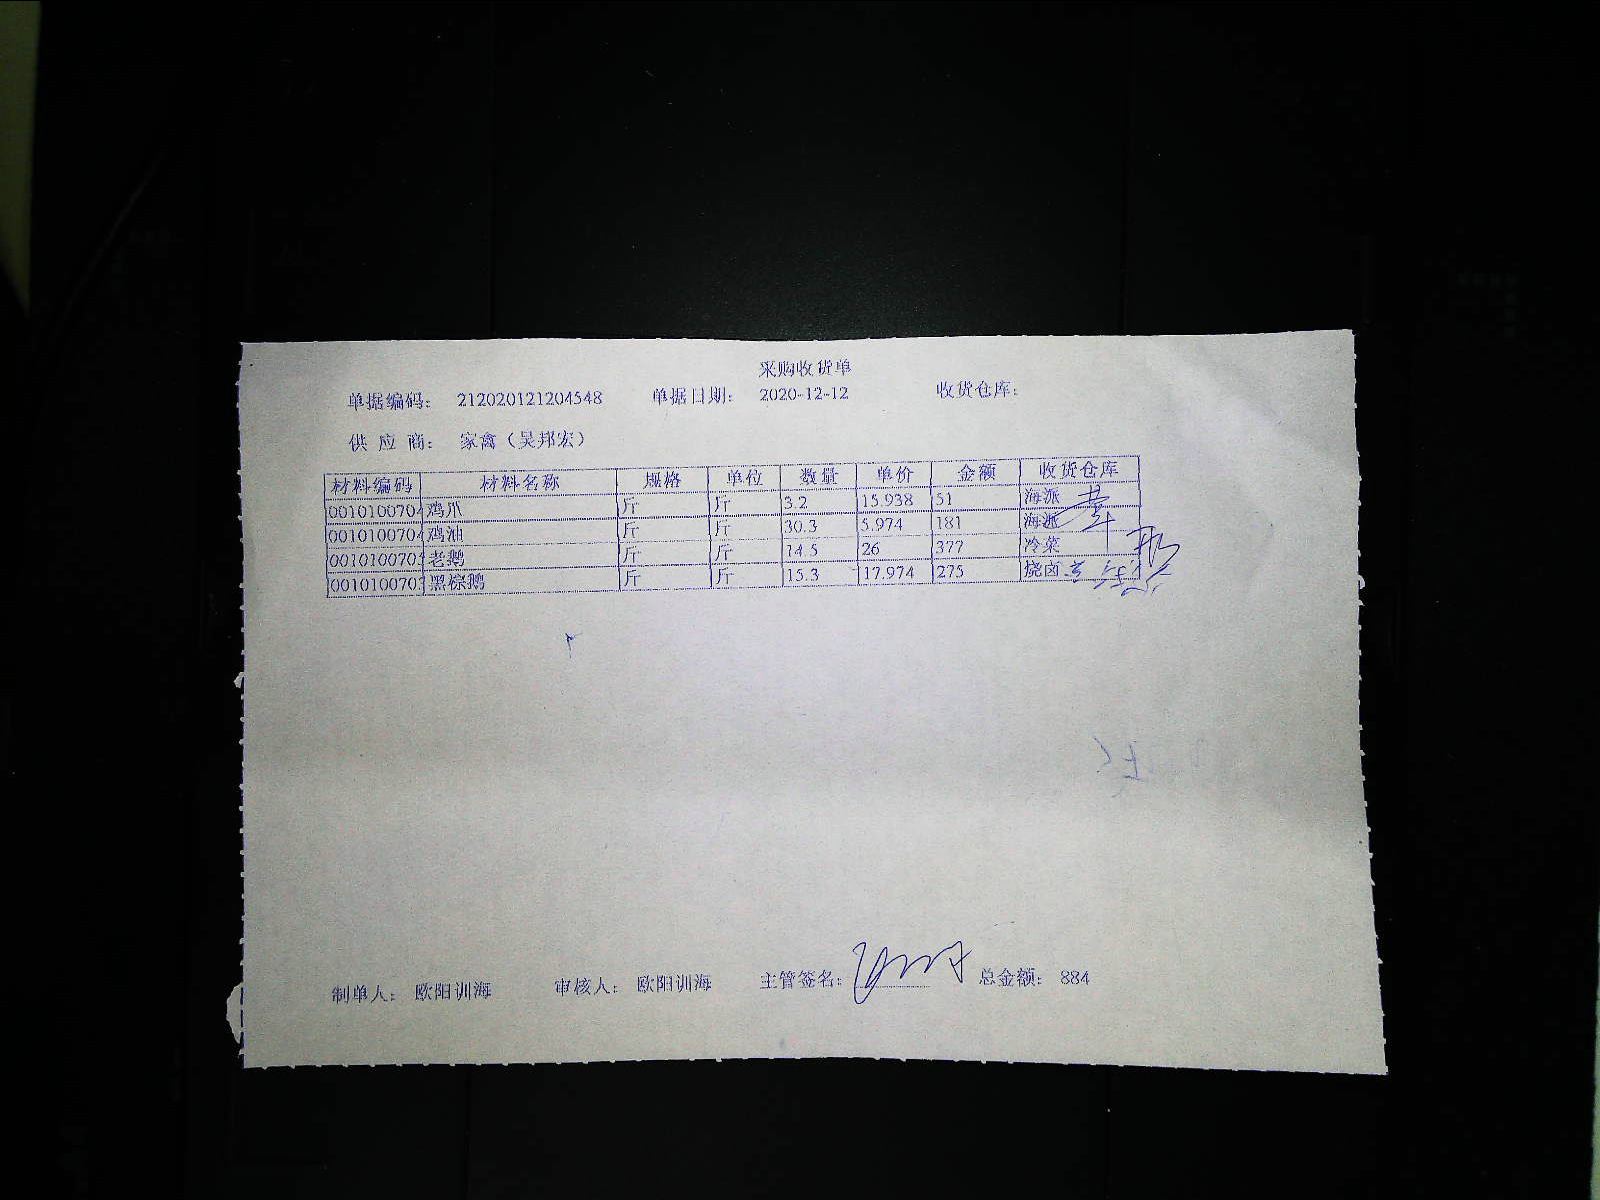 采购收货单
单据编码： 212020121204548 单据日期： 2020-12-12 收货仓库：
供 应 商： 家禽（吴邦宏）
材料编码 材料名称 规格 单位 数量 单价 金额 收货仓库
001010070 鸡爪 斤 斤 3.2 15.938 51 海派
001010070 鸡油 斤 斤 30.3 5.974 181 海派
001010070 老鹅 斤 斤 14.5 26 377 冷菜
001010070 黑棕鹅 斤 斤 15.3 17.974 275 烧卤
制单人： 欧阳训海 审核人： 欧阳训海 主管签名： 总金额： 884